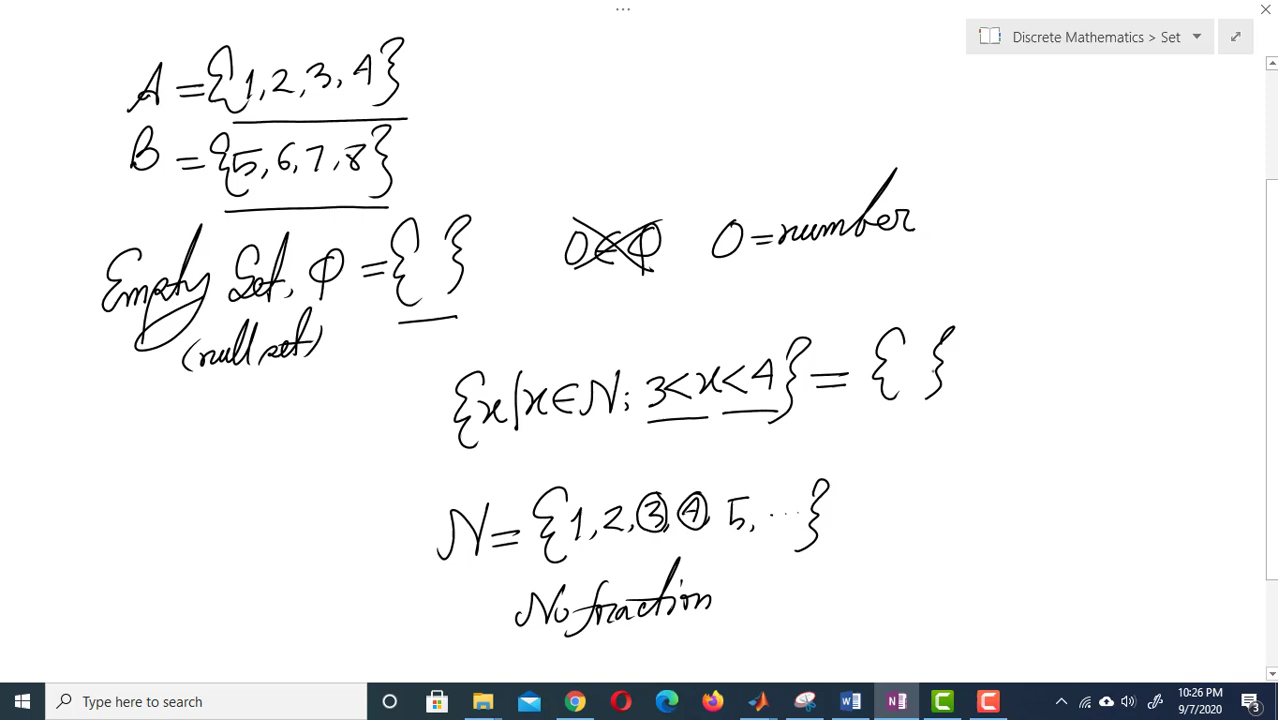 Discrete Mathematics > Set
A = {1, 2, 3, 4}
B = {5, 6, 7, 8}
Empty Set, φ = { }
(null set)
0 ∈ φ
0 = number
{x | x ∈ N; 3 < x < 4} = { }
N = {1, 2, 3, 4, 5, ...}
No fraction
Type here to search
10:26 PM
9/7/2020
3